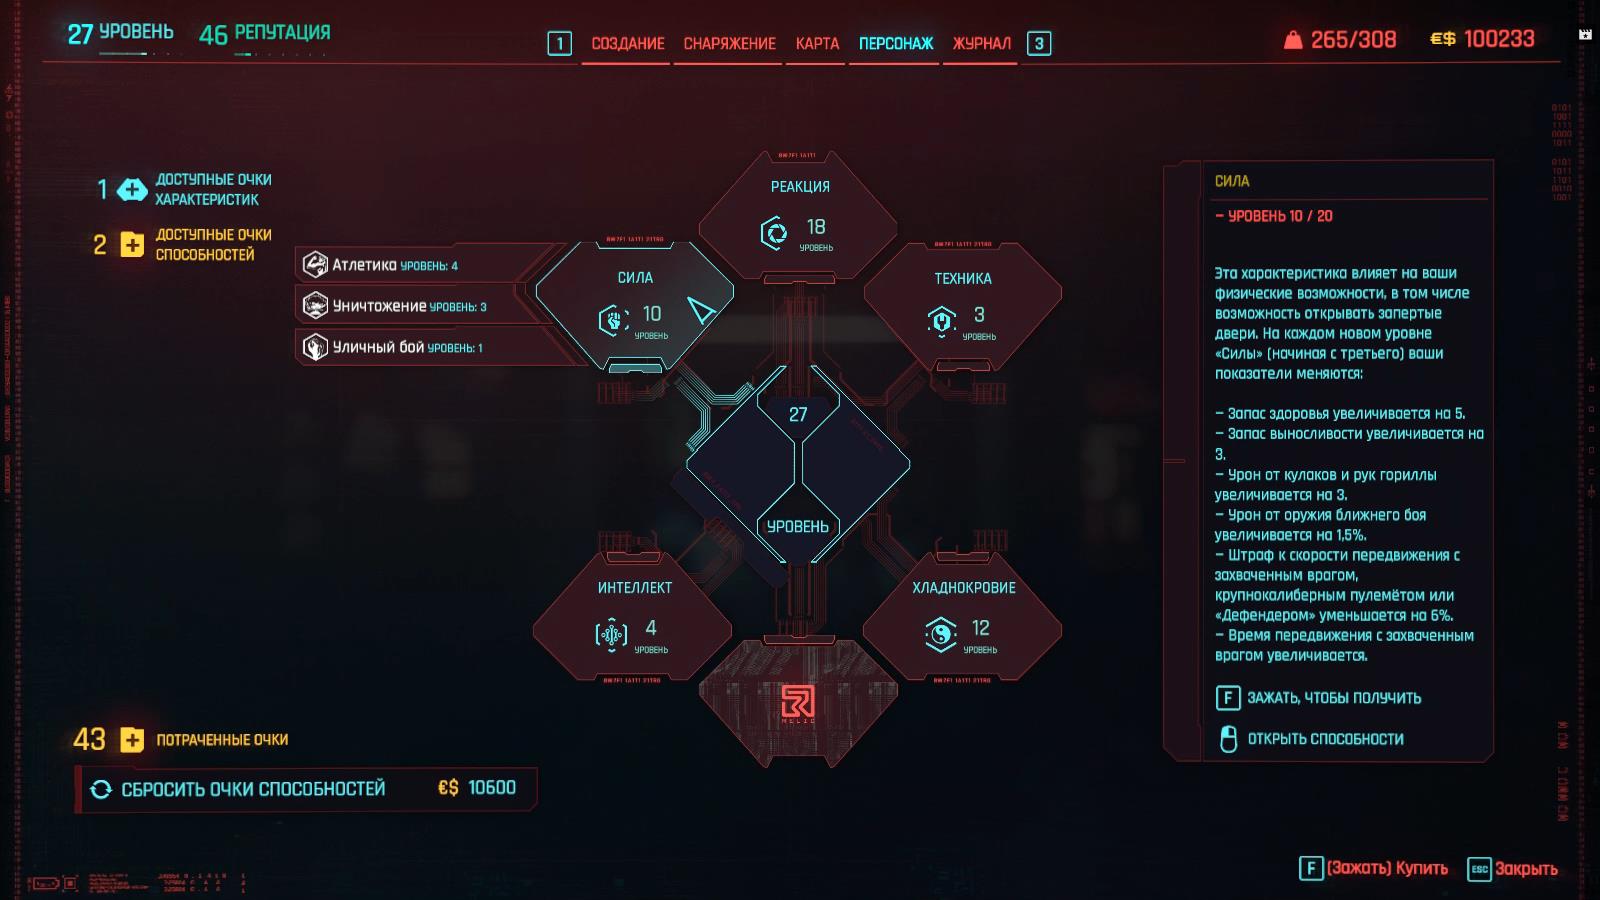 27 УРОВЕНЬ 46 РЕПУТАЦИЯ
1 СОЗДАНИЕ СНАРЯЖЕНИЕ КАРТА ПЕРСОНАЖ ЖУРНАЛ 3
265/308 €$ 100233
1 ДОСТУПНЫЕ ОЧКИ
ХАРАКТЕРИСТИК
2 ДОСТУПНЫЕ ОЧКИ
СПОСОБНОСТЕЙ
Атлетика УРОВЕНЬ: 4
Уничтожение УРОВЕНЬ: 3
Уличный бой УРОВЕНЬ: 1
СИЛА
10
УРОВЕНЬ
РЕАКЦИЯ
18
УРОВЕНЬ
ТЕХНИКА
3
УРОВЕНЬ
27
УРОВЕНЬ
ИНТЕЛЛЕКТ
4
УРОВЕНЬ
ХЛАДНОКРОВИЕ
12
УРОВЕНЬ
RELIC
43 ПОТРАЧЕННЫЕ ОЧКИ
СБРОСИТЬ ОЧКИ СПОСОБНОСТЕЙ €$ 10600
СИЛА
– УРОВЕНЬ 10 / 20
Эта характеристика влияет на ваши
физические возможности, в том числе
возможность открывать запертые
двери. На каждом новом уровне
«Силы» (начиная с третьего) ваши
показатели меняются:
– Запас здоровья увеличивается на 5.
– Запас выносливости увеличивается на
3.
– Урон от кулаков и рук гориллы
увеличивается на 3.
– Урон от оружия ближнего боя
увеличивается на 1,5%.
– Штраф к скорости передвижения с
захваченным врагом,
крупнокалиберным пулемётом или
«Дефендером» уменьшается на 6%.
– Время передвижения с захваченным
врагом увеличивается.
F ЗАЖАТЬ, ЧТОБЫ ПОЛУЧИТЬ
ОТКРЫТЬ СПОСОБНОСТИ
F (Зажать) Купить ESC Закрыть